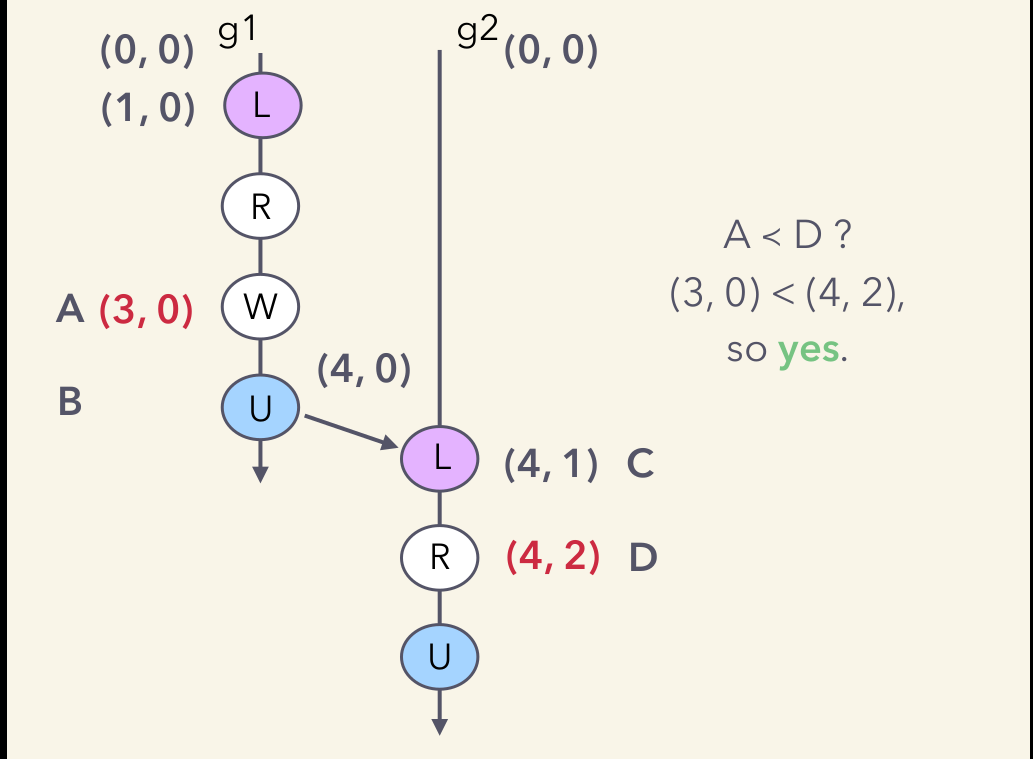 g1
g2
(0, 0)
(0, 0)
(1, 0)
L
R
A (3, 0)
W
B
U
(4, 0)
L
(4, 1) C
R
(4, 2) D
U
A < D ?
(3, 0) < (4, 2),
so yes.